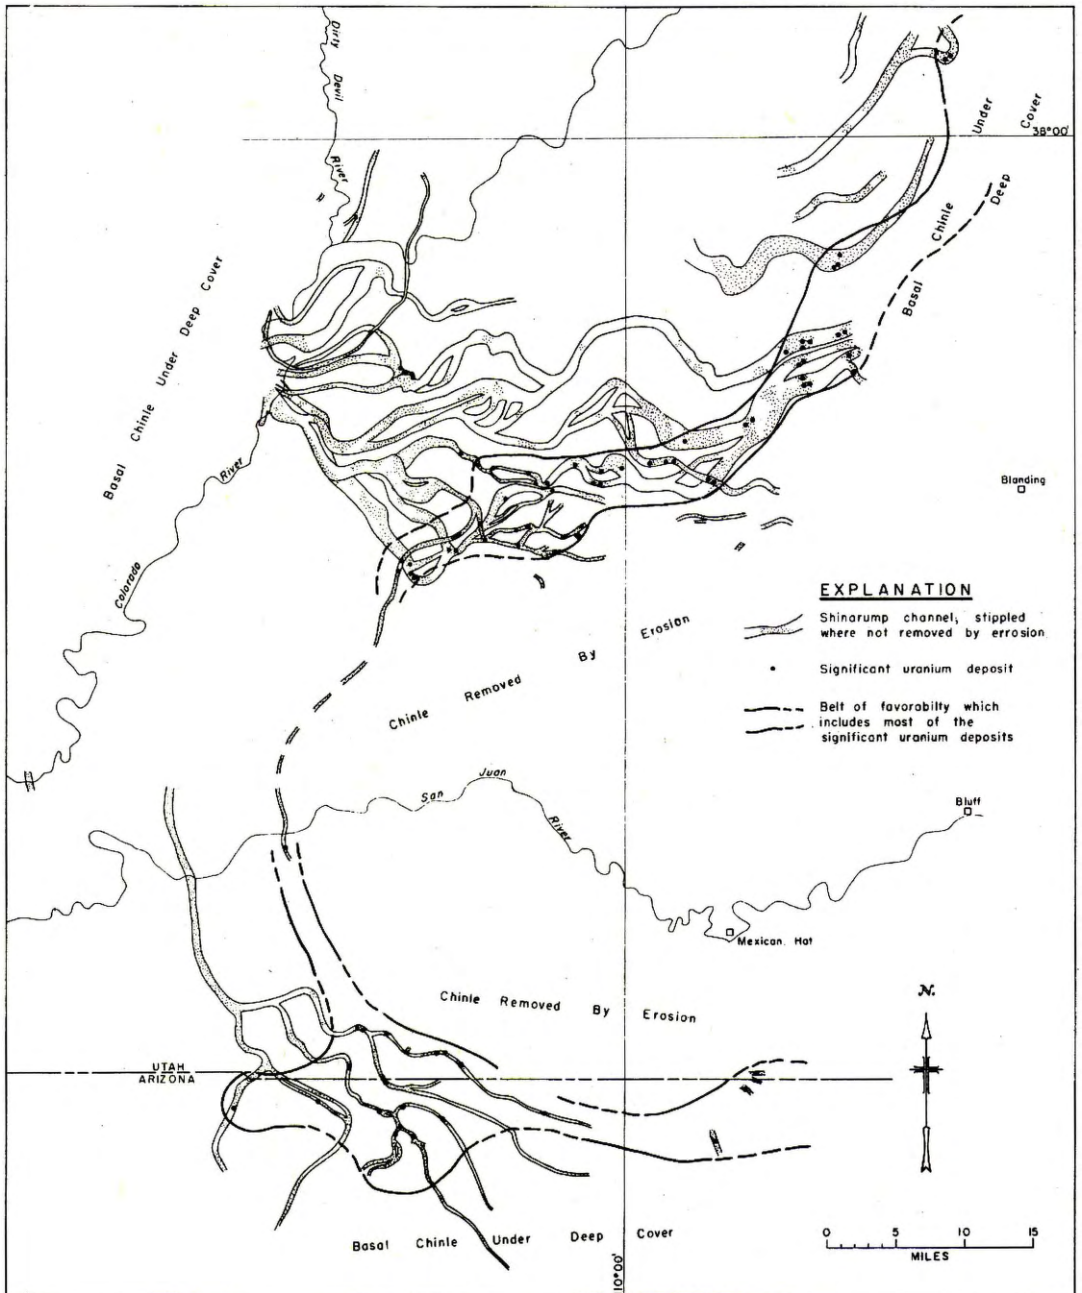 Dirty Devil River
Under Cover
38°00'
Chinle Deep
Basal
Basal Chinle Under Deep Cover
Colorado River
Blanding
EXPLANATION
Shinarump channel, stippled
where not removed by errosion
Significant uranium deposit
Belt of favorabilty which
includes most of the
significant uranium deposits
Chinle Removed By Erosion
San Juan River
Bluff
Mexican Hat
Chinle Removed By Erosion
N.
UTAH
ARIZONA
Basal Chinle Under Deep Cover
10°00'
0 5 10 15
MILES